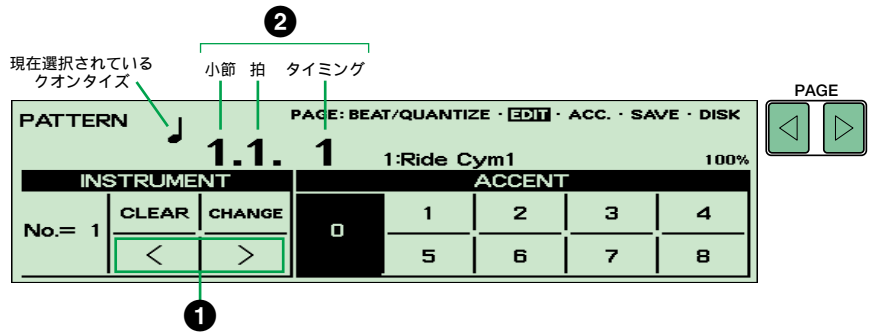 ❷
現在選択されている
クオンタイズ
小節 拍 タイミング
PAGE
PATTERN
PAGE: BEAT/QUANTIZE · EDIT · ACC. · SAVE · DISK
1.1. 1
1:Ride Cym1
100%
INSTRUMENT
ACCENT
No.= 1
CLEAR CHANGE
< >
0
1 2 3 4
5 6 7 8
❶